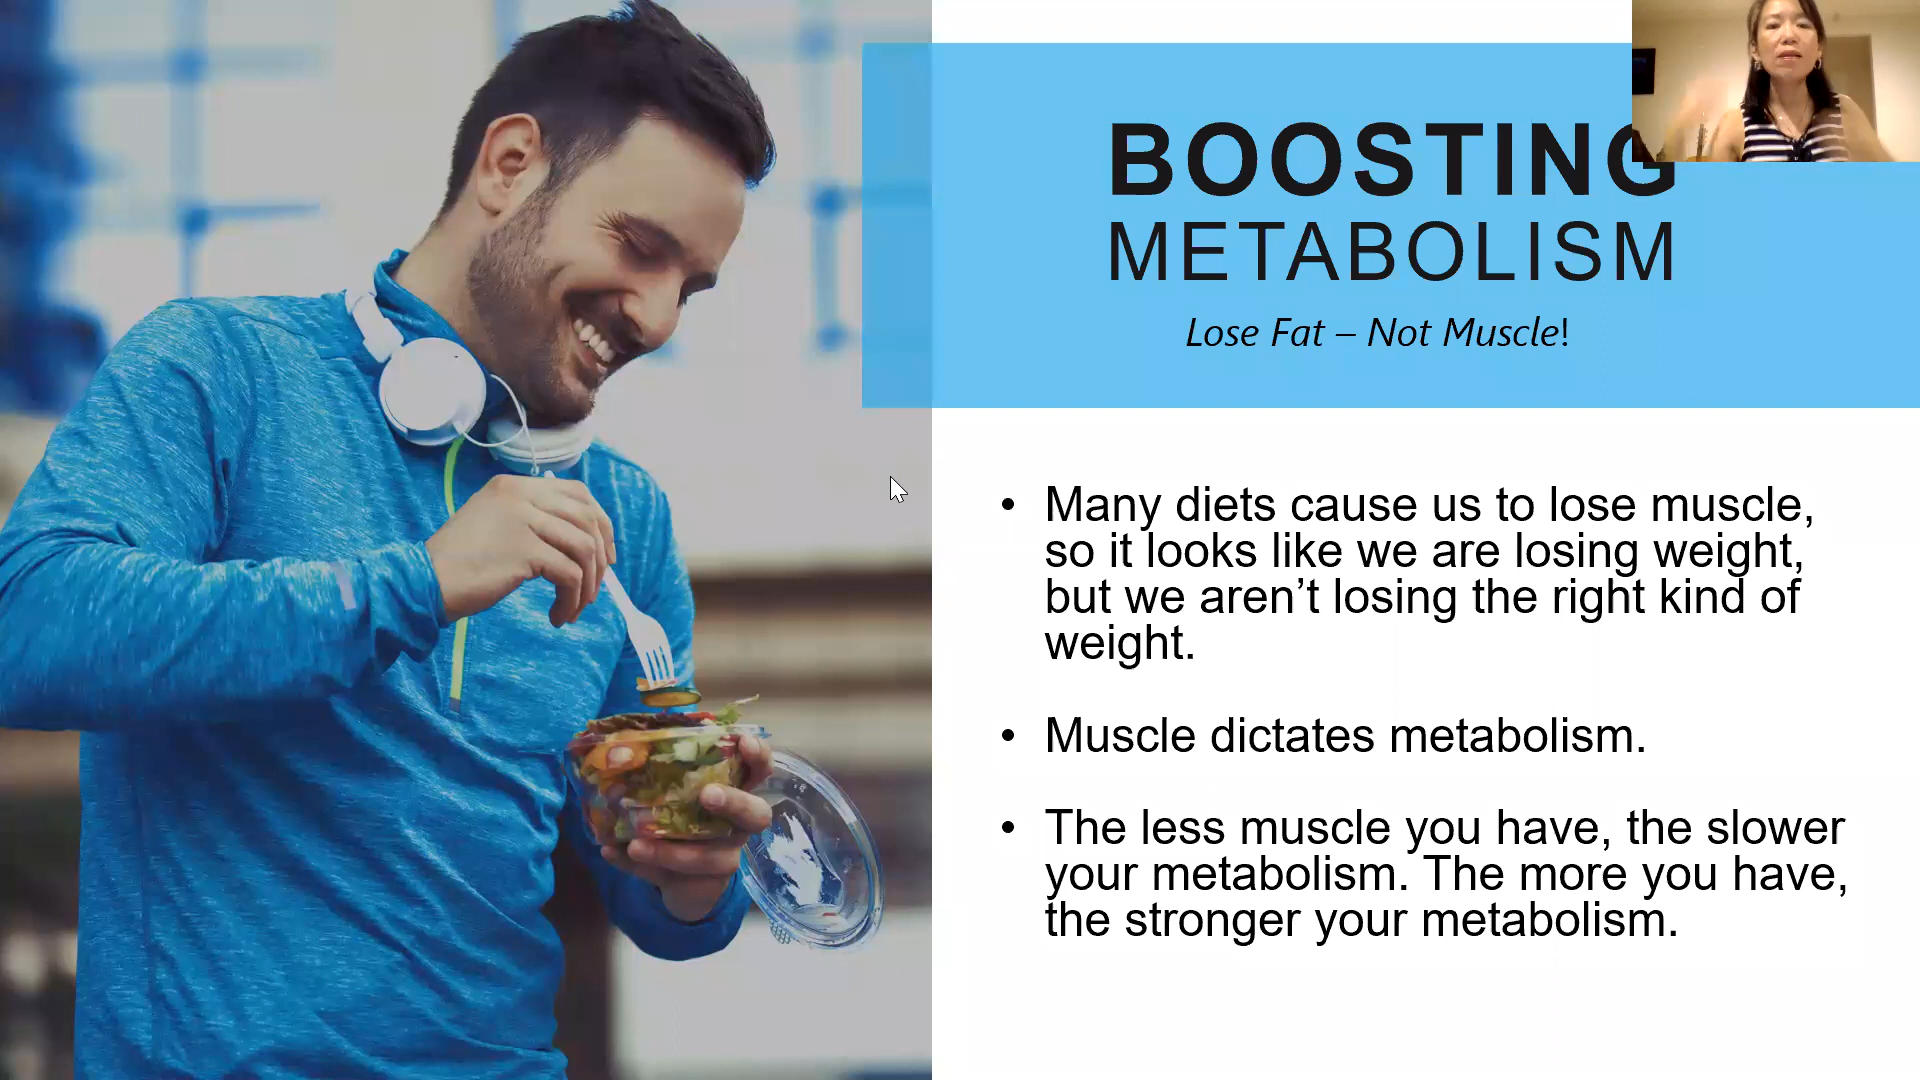 BOOSTING
METABOLISM
Lose Fat – Not Muscle!
• Many diets cause us to lose muscle,
so it looks like we are losing weight,
but we aren’t losing the right kind of
weight.
• Muscle dictates metabolism.
• The less muscle you have, the slower
your metabolism. The more you have,
the stronger your metabolism.